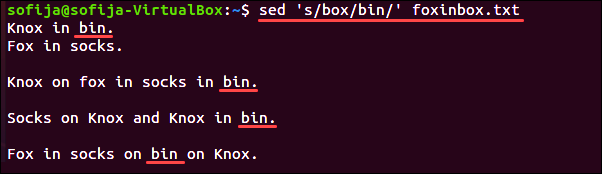 sofija@sofija-VirtualBox:~$ sed 's/box/bin/' foxinbox.txt
Knox in bin.
Fox in socks.
Knox on fox in socks in bin.
Socks on Knox and Knox in bin.
Fox in socks on bin on Knox.